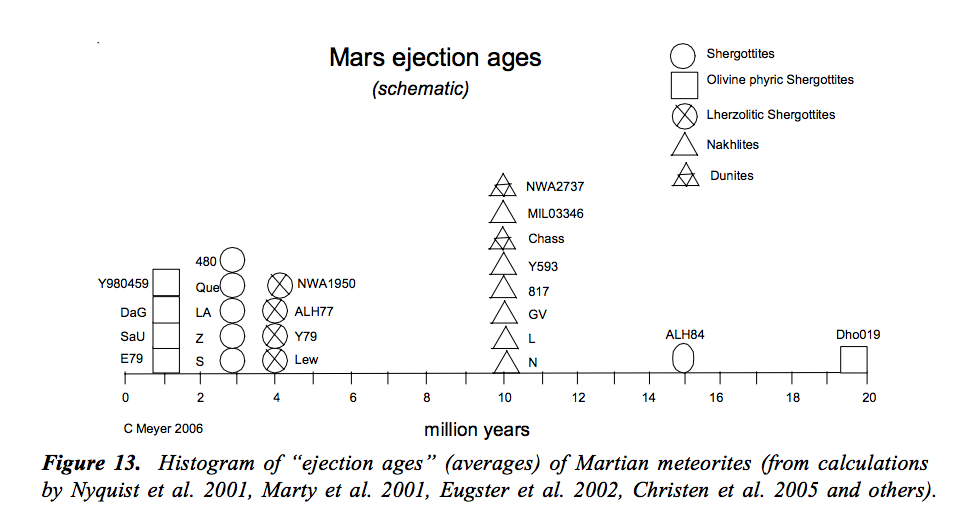 Mars ejection ages
(schematic)
Shergottites
Olivine phyric Shergottites
Lherzolitic Shergottites
Nakhlites
Dunites
NWA2737
MIL03346
Chass
Y593
817
GV
L
N
480
Que
LA
Z
S
Y980459
DaG
SaU
E79
NWA1950
ALH77
Y79
Lew
ALH84
Dho019
0 2 4 6 8 10 12 14 16 18 20
C Meyer 2006
million years
Figure 13. Histogram of “ejection ages” (averages) of Martian meteorites (from calculations
by Nyquist et al. 2001, Marty et al. 2001, Eugster et al. 2002, Christen et al. 2005 and others).